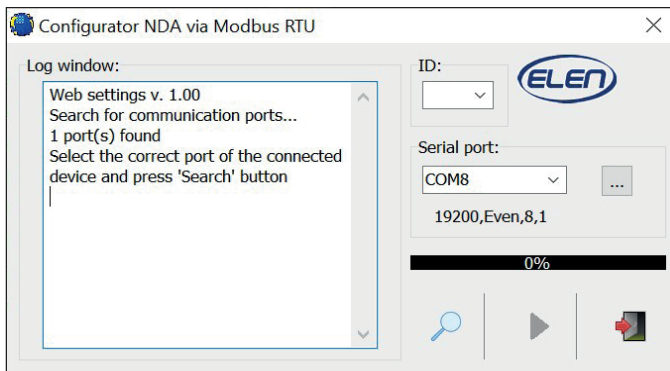 Configurator NDA via Modbus RTU
Log window:
Web settings v. 1.00
Search for communication ports...
1 port(s) found
Select the correct port of the connected
device and press 'Search' button
ID:
ELEN
Serial port:
COM8
...
19200,Even,8,1
0%